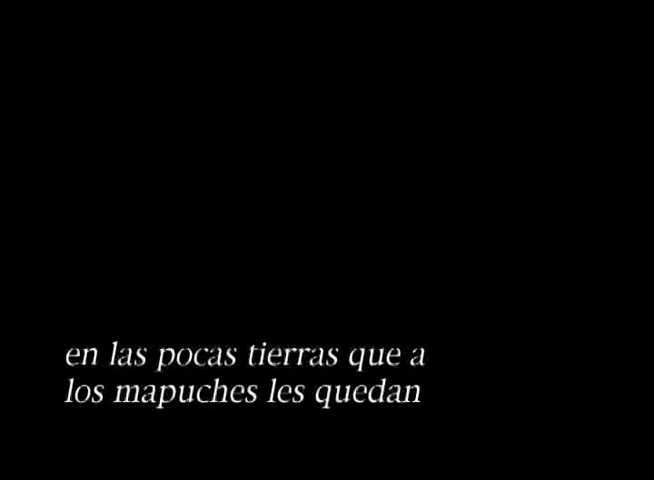 en las pocas tierras que a
los mapuches les quedan